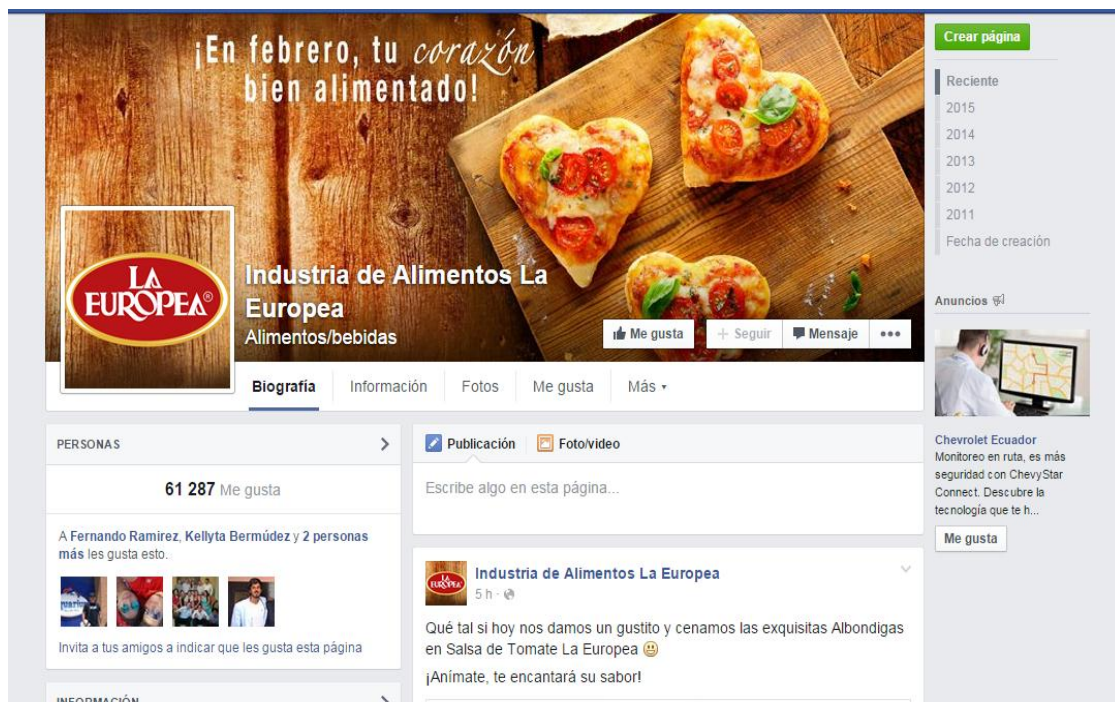 ¡En febrero, tu corazón
bien alimentado!
LA
EUROPEA®
Industria de Alimentos La
Europea
Alimentos/bebidas
Me gusta
Seguir
Mensaje
Biografía
Información
Fotos
Me gusta
Más
PERSONAS
61 287 Me gusta
A Fernando Ramirez, Kellyta Bermúdez y 2 personas
más les gusta esto.
Invita a tus amigos a indicar que les gusta esta página
INFORMACIÓN
Publicación
Foto/video
Escribe algo en esta página...
LA
EUROPEA
Industria de Alimentos La Europea
5 h ·
Qué tal si hoy nos damos un gustito y cenamos las exquisitas Albondigas
en Salsa de Tomate La Europea
¡Anímate, te encantará su sabor!
Crear página
Reciente
2015
2014
2013
2012
2011
Fecha de creación
Anuncios
Chevrolet Ecuador
Monitoreo en ruta, es más
seguridad con ChevyStar
Connect. Descubre la
tecnología que te h...
Me gusta